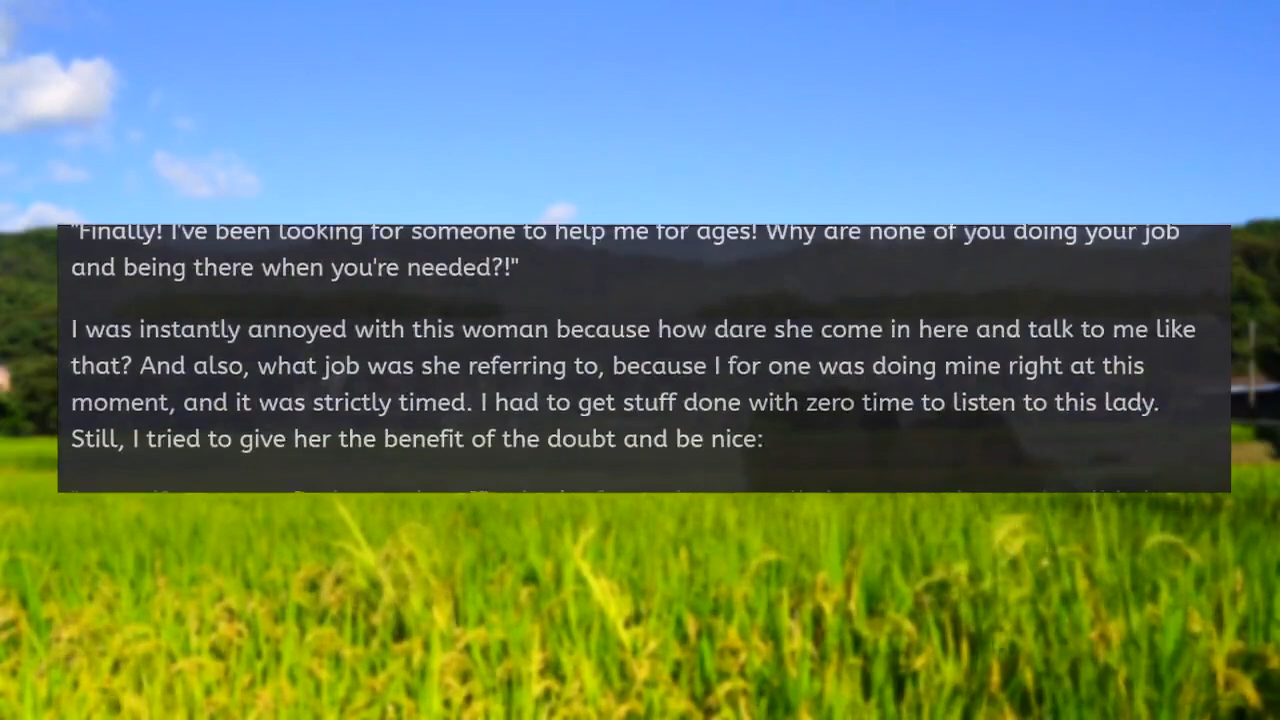 "Finally! I've been looking for someone to help me for ages! Why are none of you doing your job
and being there when you're needed?!"
I was instantly annoyed with this woman because how dare she come in here and talk to me like
that? And also, what job was she referring to, because I for one was doing mine right at this
moment, and it was strictly timed. I had to get stuff done with zero time to listen to this lady.
Still, I tried to give her the benefit of the doubt and be nice: